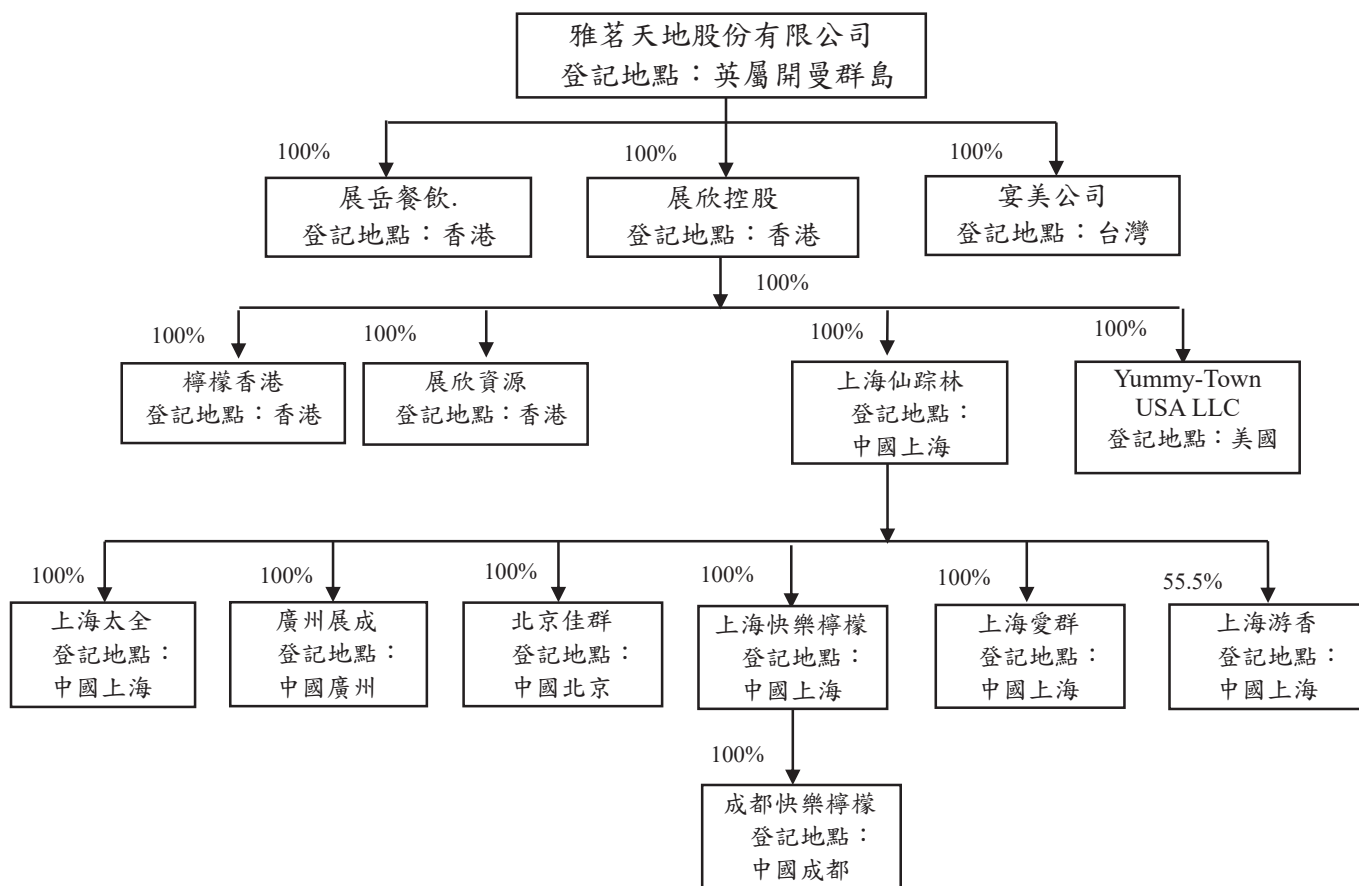 雅茗天地股份有限公司
登記地點：英屬開曼群島
100%
100%
100%
展岳餐飲.
登記地點：香港
展欣控股
登記地點：香港
宴美公司
登記地點：台灣
100%
100%
100%
100%
100%
檸檬香港
登記地點：香港
展欣資源
登記地點：香港
上海仙踪林
登記地點：
中國上海
Yummy-Town
USA LLC
登記地點：美國
100%
100%
100%
100%
100%
55.5%
上海太全
登記地點：
中國上海
廣州展成
登記地點：
中國廣州
北京佳群
登記地點：
中國北京
上海快樂檸檬
登記地點：
中國上海
上海愛群
登記地點：
中國上海
上海游香
登記地點：
中國上海
100%
成都快樂檸檬
登記地點：
中國成都